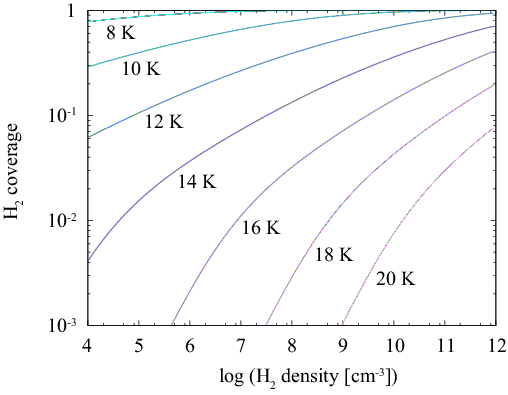 1
8 K
10 K
10⁻¹
12 K
H₂ coverage
14 K
10⁻²
16 K
18 K
20 K
10⁻³
4 5 6 7 8 9 10 11 12
log (H₂ density [cm⁻³])